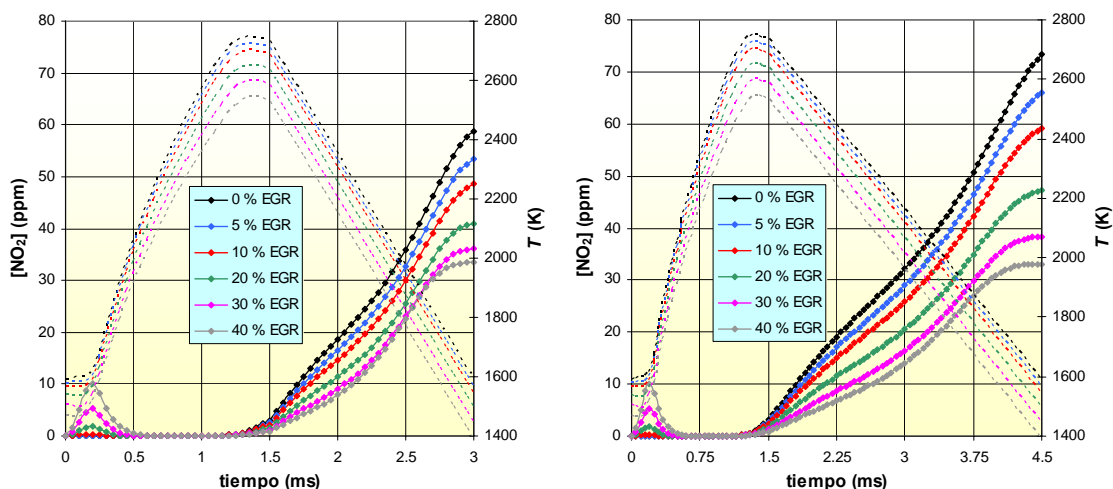 80
70
60
50
40
30
20
10
0
[NO2] (ppm)
2800
2600
2400
2200
2000
1800
1600
1400
T (K)
0 % EGR
5 % EGR
10 % EGR
20 % EGR
30 % EGR
40 % EGR
0 0.5 1 1.5 2 2.5 3
tiempo (ms)
80
70
60
50
40
30
20
10
0
[NO2] (ppm)
2800
2600
2400
2200
2000
1800
1600
1400
T (K)
0 % EGR
5 % EGR
10 % EGR
20 % EGR
30 % EGR
40 % EGR
0 0.75 1.5 2.25 3 3.75 4.5
tiempo (ms)